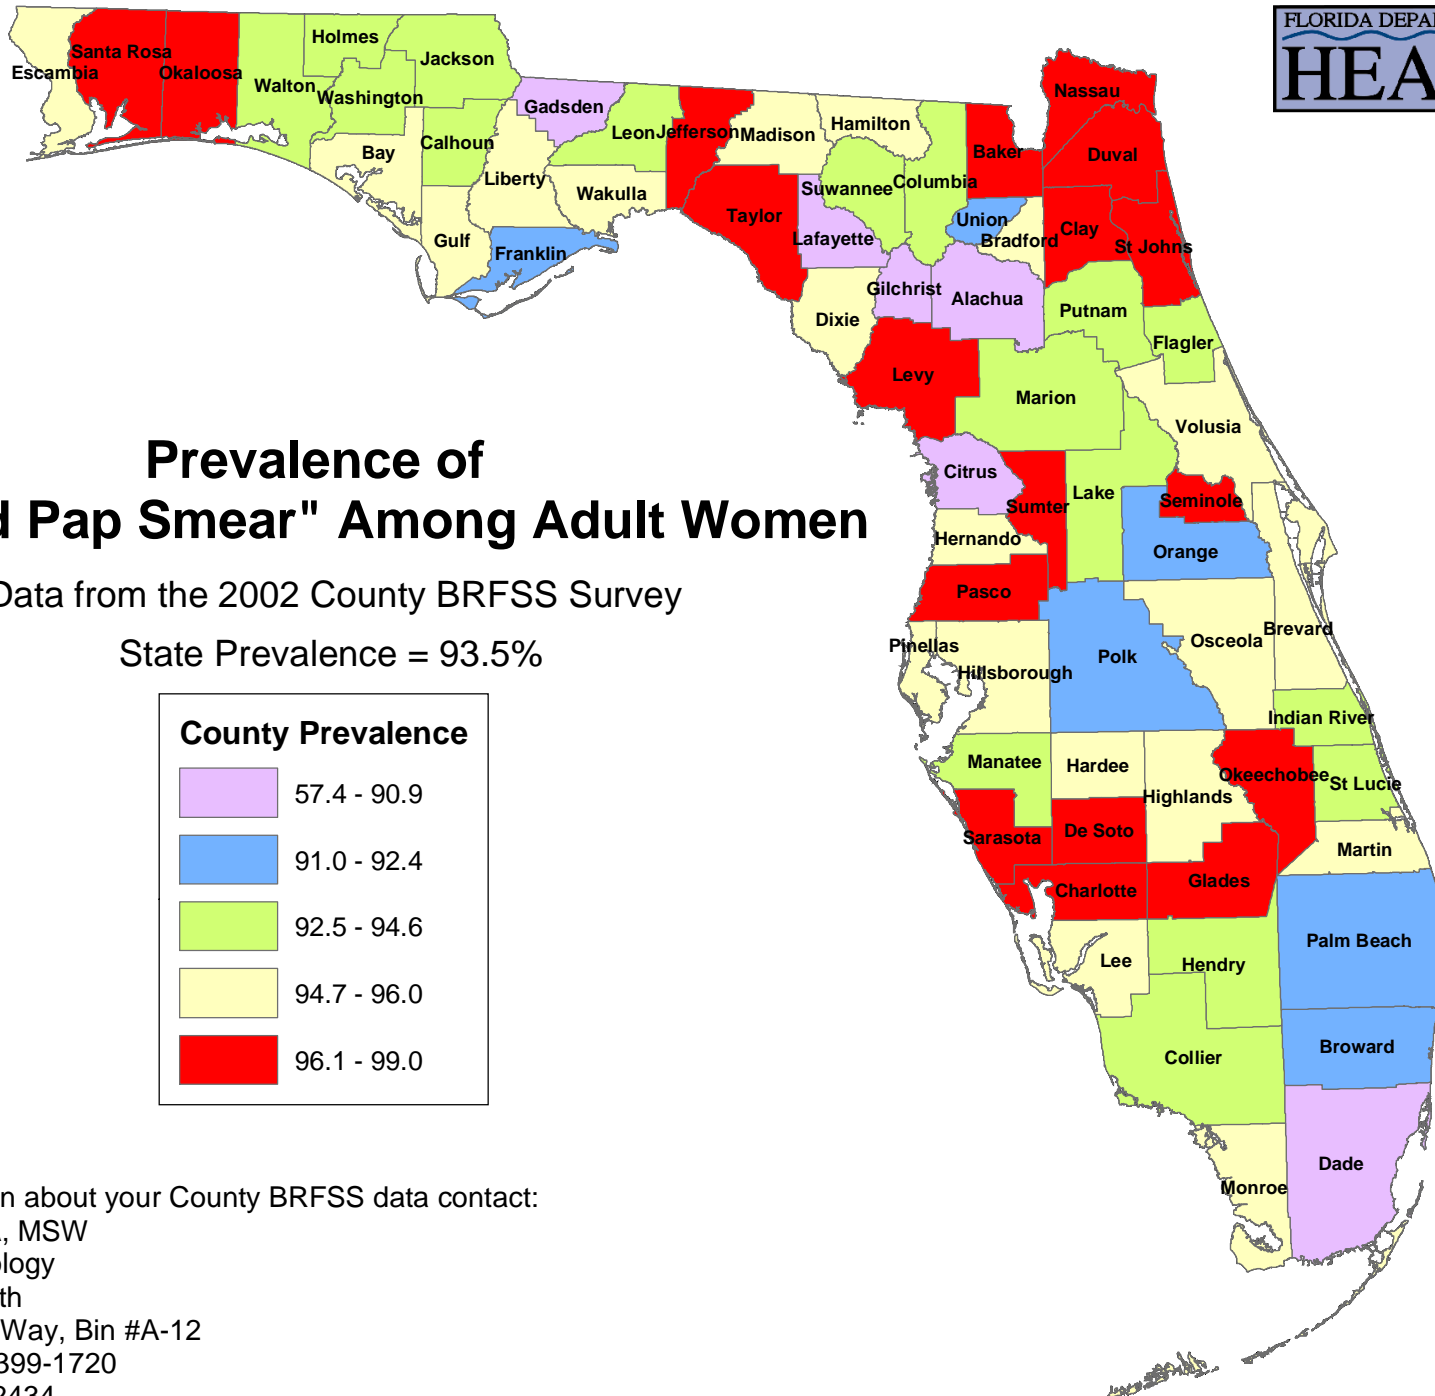 FLORIDA DEPA
HEA
Holmes
Santa Rosa
Jackson
Escambia
Okaloosa
Walton
Washington
Nassau
Gadsden
Leon
Jefferson
Madison
Hamilton
Calhoun
Bay
Baker
Duval
Liberty
Suwannee
Columbia
Wakulla
Taylor
Union
Clay
Lafayette
Bradford
St Johns
Gulf
Franklin
Gilchrist
Alachua
Putnam
Dixie
Flagler
Levy
Marion
Volusia
Prevalence of
d Pap Smear" Among Adult Women
Data from the 2002 County BRFSS Survey
State Prevalence = 93.5%
Citrus
Lake
Seminole
Sumter
Hernando
Orange
Pasco
Brevard
Osceola
Pinellas
Polk
Hillsborough
Indian River
Manatee
Hardee
Okeechobee
St Lucie
Highlands
De Soto
Sarasota
Martin
Glades
Charlotte
Palm Beach
Lee
Hendry
Broward
Collier
Dade
Monroe
County Prevalence
57.4 - 90.9
91.0 - 92.4
92.5 - 94.6
94.7 - 96.0
96.1 - 99.0
n about your County BRFSS data contact:
, MSW
ology
th
Way, Bin #A-12
399-1720
2434